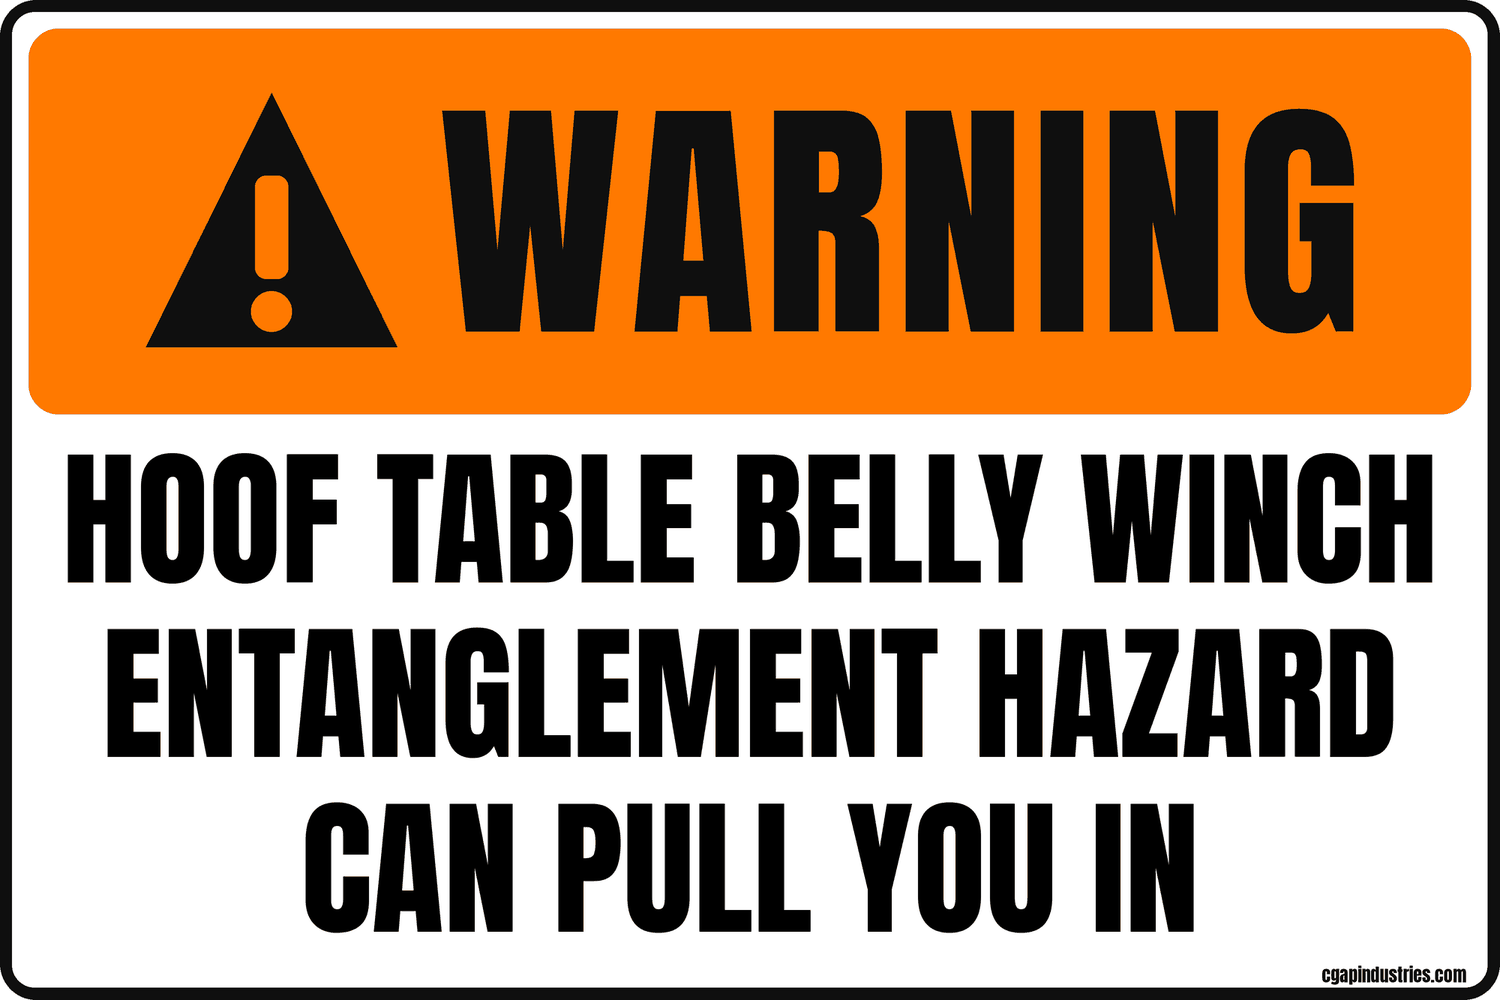 WARNING
HOOF TABLE BELLY WINCH
ENTANGLEMENT HAZARD
CAN PULL YOU IN
cgapindustries.com